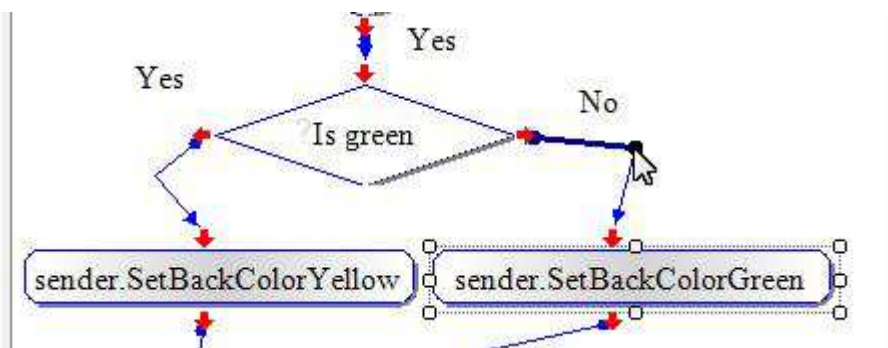 Yes
Yes
No
?Is green
sender.SetBackColorYellow
sender.SetBackColorGreen